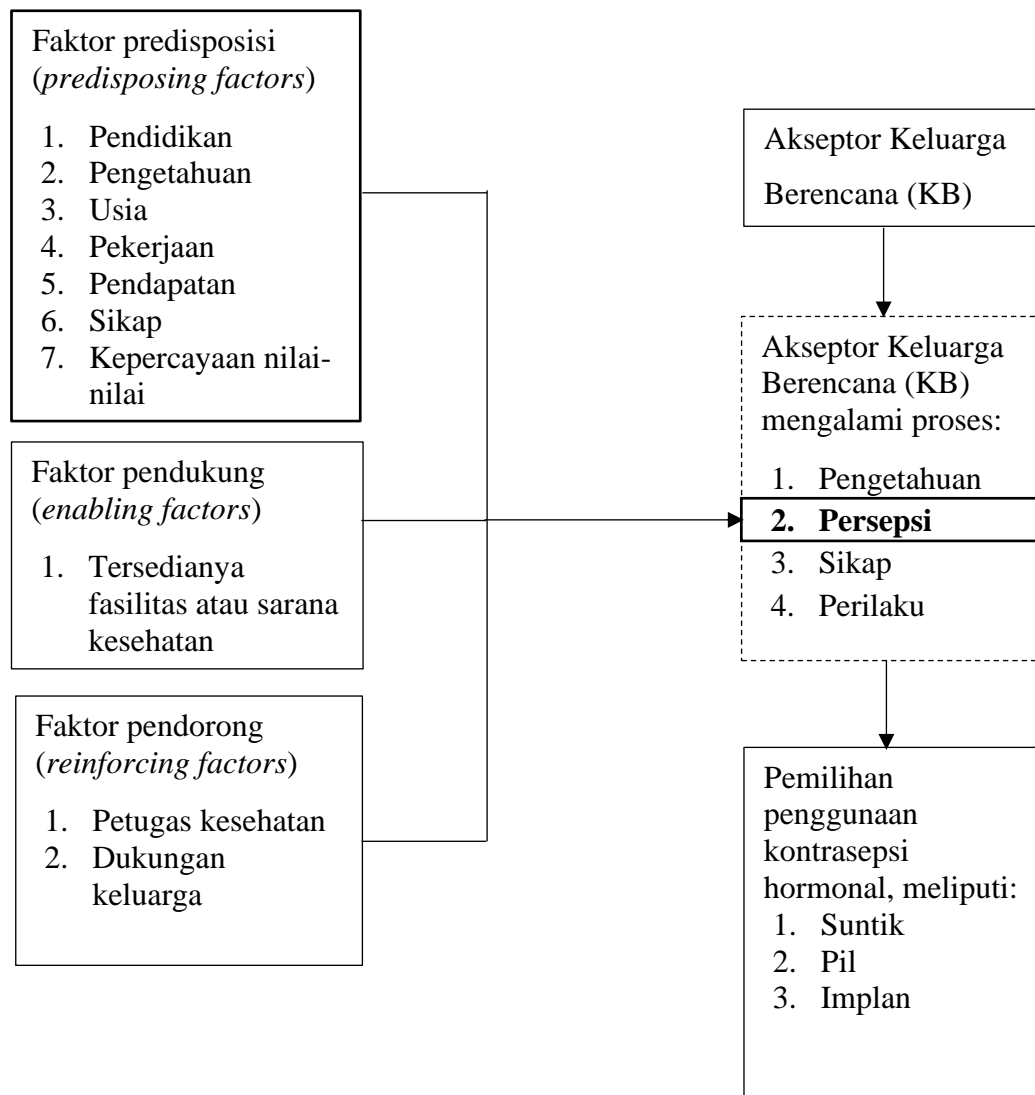 Faktor predisposisi
(predisposing factors)
1. Pendidikan
2. Pengetahuan
3. Usia
4. Pekerjaan
5. Pendapatan
6. Sikap
7. Kepercayaan nilai-
nilai
Faktor pendukung
(enabling factors)
1. Tersedianya
fasilitas atau sarana
kesehatan
Faktor pendorong
(reinforcing factors)
1. Petugas kesehatan
2. Dukungan
keluarga
Akseptor Keluarga
Berencana (KB)
Akseptor Keluarga
Berencana (KB)
mengalami proses:
1. Pengetahuan
2. Persepsi
3. Sikap
4. Perilaku
Pemilihan
penggunaan
kontrasepsi
hormonal, meliputi:
1. Suntik
2. Pil
3. Implan